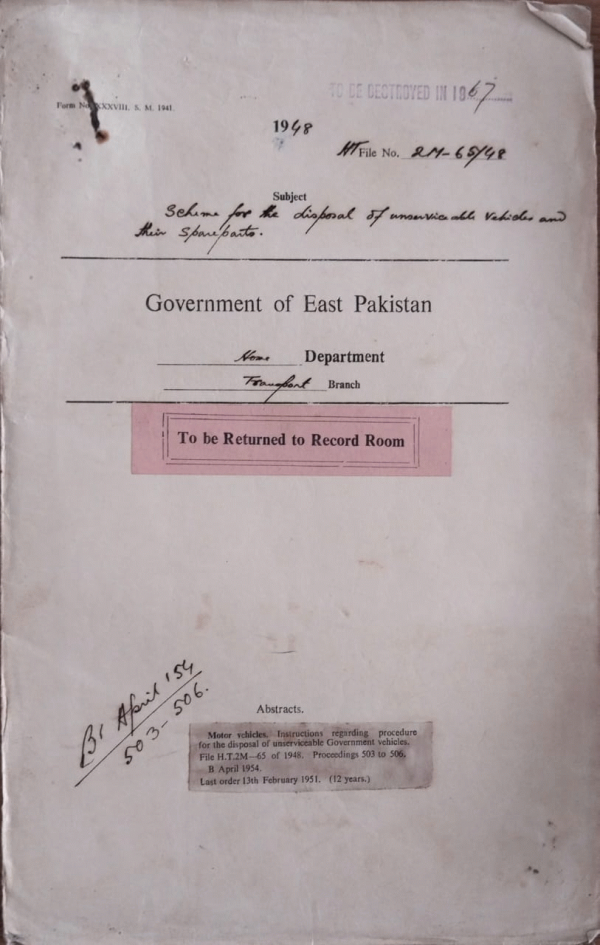 TO BE DESTROYED IN 1967
Form No. XXXVIII. S. M. 1941.
1948
HT File No. 2M-65/48
Subject
Scheme for the disposal of unserviceable vehicles and
their Spareparts.
Government of East Pakistan
Home Department
Transport Branch
To be Returned to Record Room
B' April '54
503-506.
Abstracts.
Motor vehicles. Instructions regarding procedure
for the disposal of unserviceable Government vehicles.
File H.T.2M—65 of 1948. Proceedings 503 to 506.
B April 1954.
Last order 13th February 1951. (12 years.)